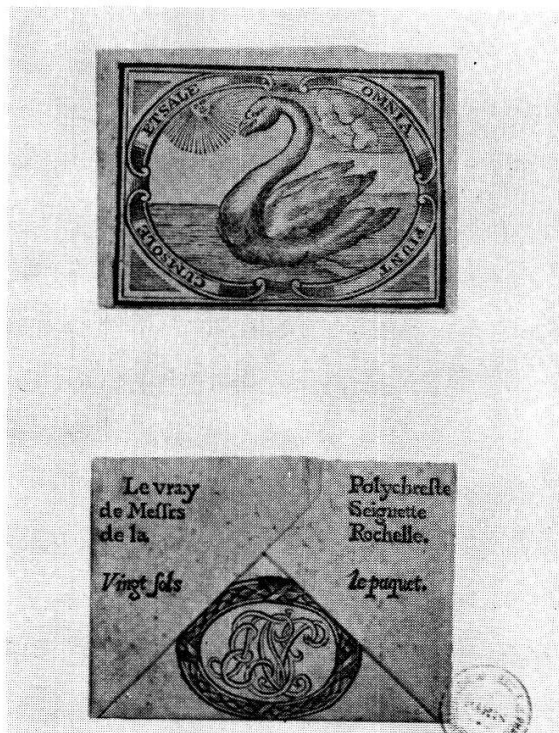 ET SALE
OMNIA
CUM SOLE
FIUNT
Le vray Polychreste
de Messrs Seignette
de la Rochelle.
Vingt sols le paquet.